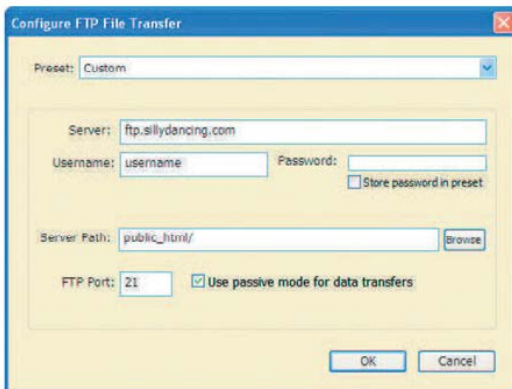 Configure FTP File Transfer
Preset: Custom
Server: ftp.sillydancing.com
Username: username Password:
Store password in preset
Server Path: public_html/ Browse
FTP Port: 21 Use passive mode for data transfers
OK Cancel